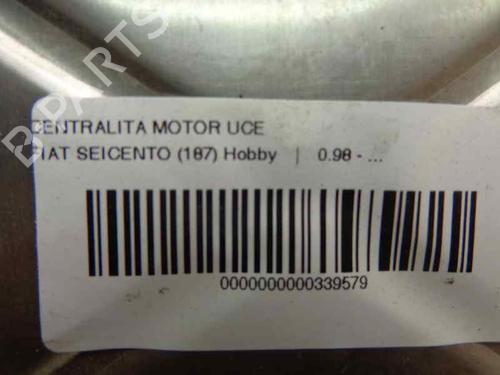 B PARTS
CENTRALITA MOTOR UCE
FIAT SEICENTO (187) Hobby | 0.98 - ...
0000000000339579